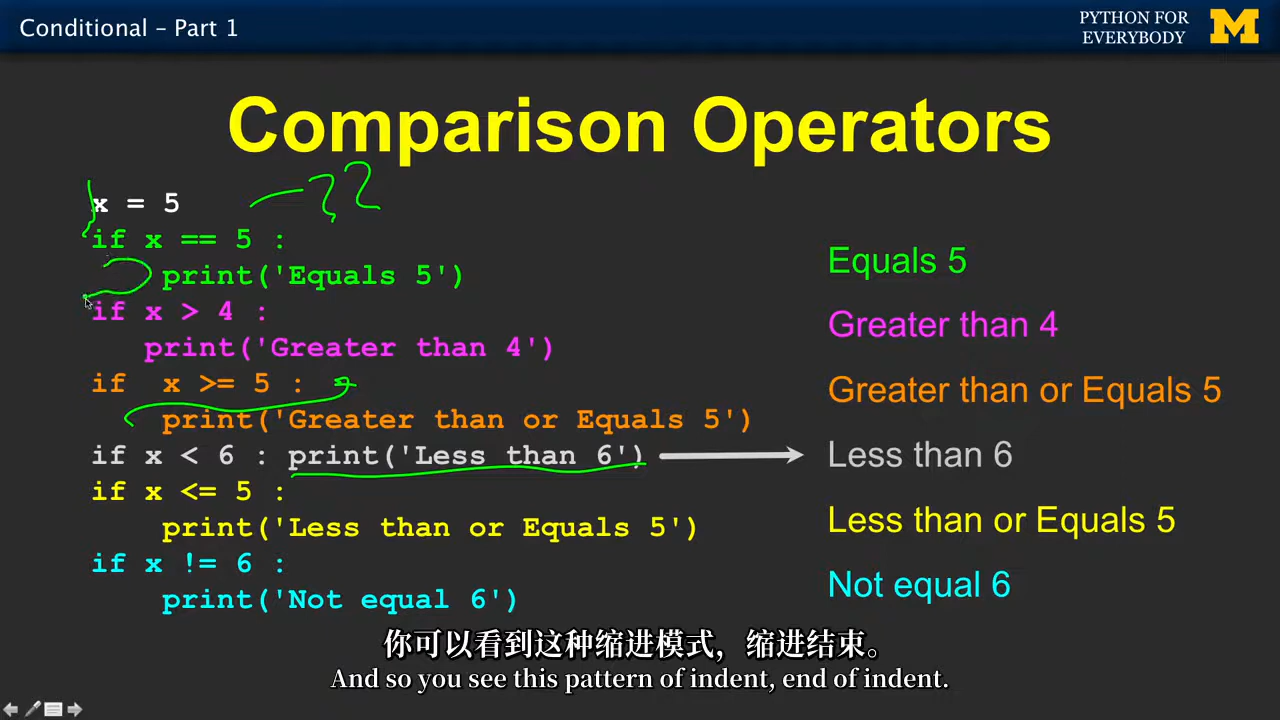 Conditional – Part 1
PYTHON FOR
EVERYBODY
M
Comparison Operators
x = 5
if x == 5 :
    print('Equals 5')
if x > 4 :
   print('Greater than 4')
if  x >= 5 :
    print('Greater than or Equals 5')
if x < 6 : print('Less than 6')
if x <= 5 :
    print('Less than or Equals 5')
if x != 6 :
    print('Not equal 6')
Equals 5
Greater than 4
Greater than or Equals 5
Less than 6
Less than or Equals 5
Not equal 6
你可以看到这种缩进模式，缩进结束。
And so you see this pattern of indent, end of indent.